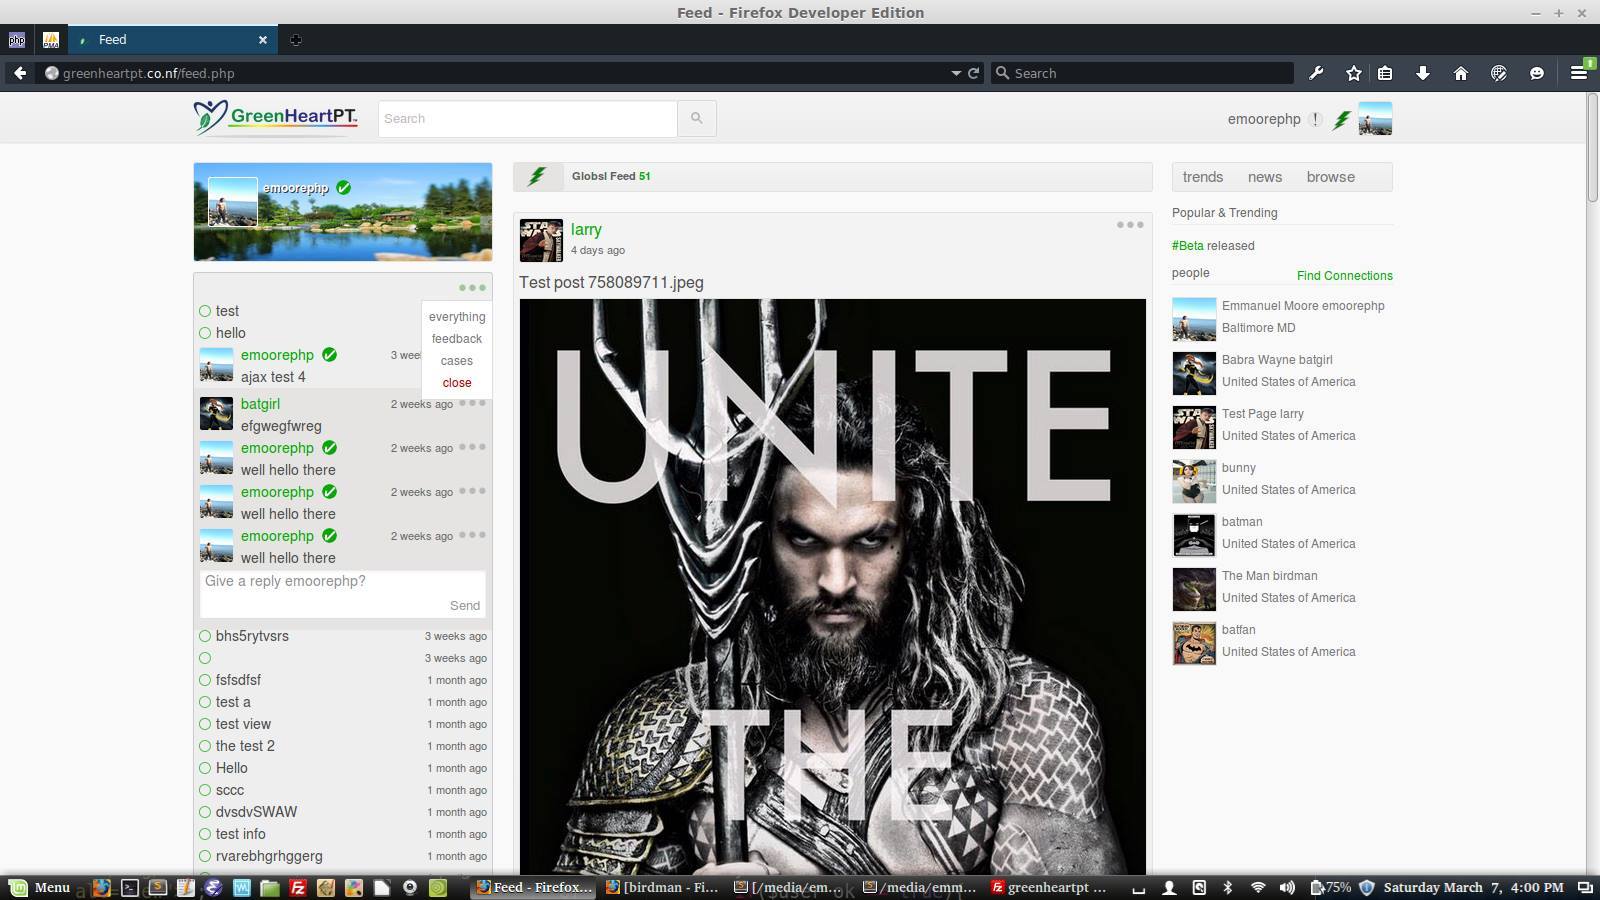 Feed - Firefox Developer Edition
php
PMA
Feed
greenheartpt.co.nf/feed.php
Search
GreenHeartPT
Search
emoorephp
emoorephp
Globsl Feed 51
trends news browse
Popular & Trending
#Beta released
people Find Connections
Emmanuel Moore emoorephp
Baltimore MD
Babra Wayne batgirl
United States of America
Test Page larry
United States of America
bunny
United States of America
batman
United States of America
The Man birdman
United States of America
batfan
United States of America
larry
4 days ago
Test post 758089711.jpeg
STAR WARS
UNITE
THE
test
hello
everything
feedback
cases
close
emoorephp 3 weel
ajax test 4
batgirl 2 weeks ago
efgwegfwreg
emoorephp 2 weeks ago
well hello there
emoorephp 2 weeks ago
well hello there
emoorephp 2 weeks ago
well hello there
Give a reply emoorephp?
Send
bhs5rytvsrs 3 weeks ago
3 weeks ago
fsfsdfsf 1 month ago
test a 1 month ago
test view 1 month ago
the test 2 1 month ago
Hello 1 month ago
sccc 1 month ago
dvsdvSWAW 1 month ago
test info 1 month ago
rvarebhgrhggerg 1 month ago
Menu
Feed - Firefox...
[birdman - Fi...
[/media/em...
/media/emm...
greenheartpt ...
75%
Saturday March 7, 4:00 PM